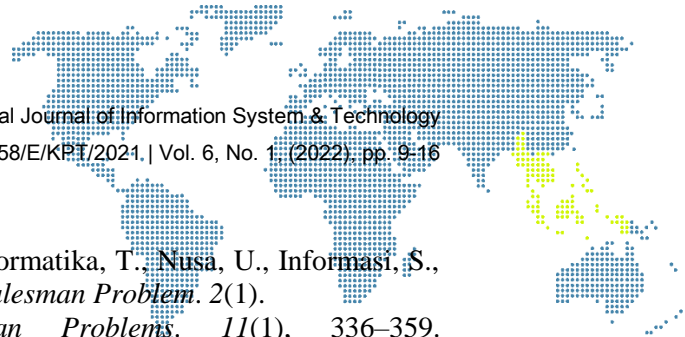 al Journal of Information System & Technology
58/E/KPT/2021 | Vol. 6, No. 1, (2022), pp. 9-16
ormatika, T., Nusa, U., Informasi, S.,
lesman Problem. 2(1).
an Problems. 11(1), 336–359.